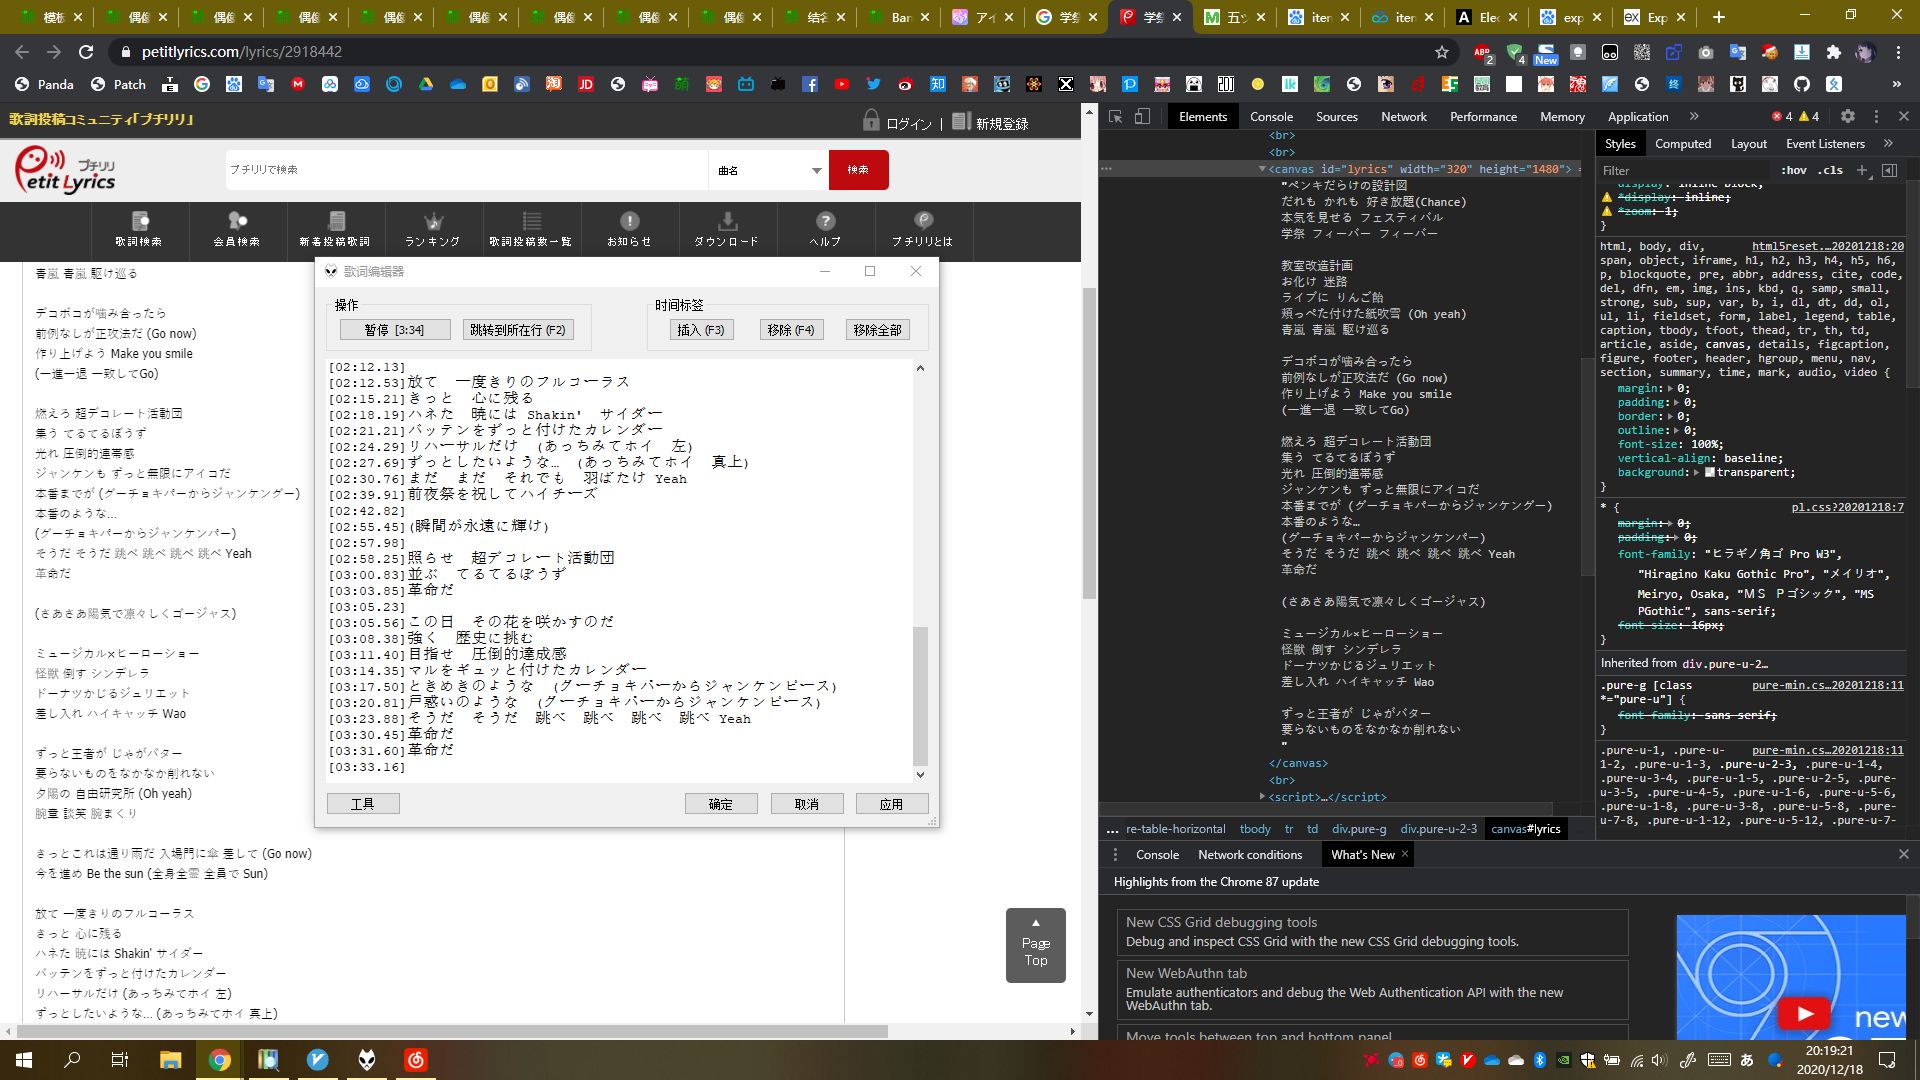 模板
偶像
偶像
偶像
偶像
偶像
偶像
偶像
偶像
结名
Ban
アイ
学祭
学祭
五ッ
iten
iten
Ele
exp
Exp
petitlyrics.com/lyrics/2918442
2
4
New
Panda
Patch
歌詞投稿コミュニティ「プチリリ」
ログイン | 新規登録
プチリリ
Petit Lyrics
プチリリで検索
曲名
検索
歌詞検索
会員検索
新着投稿歌詞
ランキング
歌詞投稿数一覧
お知らせ
ダウンロード
ヘルプ
プチリリとは
青嵐 青嵐 駆け巡る
デコボコが噛み合ったら
前例なしが正攻法だ (Go now)
作り上げよう Make you smile
(一進一退 一致してGo)
燃えろ 超デコレート活動団
集う てるてるぼうず
光れ 圧倒的連帯感
ジャンケンも ずっと無限にアイコだ
本番までが (グーチョキパーからジャンケングー)
本番のような…
(グーチョキパーからジャンケンパー)
そうだ そうだ 跳べ 跳べ 跳べ 跳べ Yeah
革命だ
(さあさあ陽気で凛々しくゴージャス)
ミュージカル×ヒーローショー
怪獣 倒す シンデレラ
ドーナツかじるジュリエット
差し入れ ハイキャッチ Wao
ずっと王者が じゃがバター
要らないものをなかなか削れない
夕陽の 自由研究所 (Oh yeah)
腕章 談笑 腕まくり
きっとこれは通り雨だ 入場門に傘 差して (Go now)
今を進め Be the sun (全身全霊 全員で Sun)
放て 一度きりのフルコーラス
きっと 心に残る
ハネた 暁には Shakin' サイダー
バッテンをずっと付けたカレンダー
リハーサルだけ (あっちみてホイ 左)
ずっとしたいような… (あっちみてホイ 真上)
歌词编辑器
操作
暂停 [3:34]
跳转到所在行 (F2)
时间标签
插入 (F3)
移除 (F4)
移除全部
[02:12.13]
[02:12.53]放て　一度きりのフルコーラス
[02:15.21]きっと　心に残る
[02:18.19]ハネた　暁には Shakin'　サイダー
[02:21.21]バッテンをずっと付けたカレンダー
[02:24.29]リハーサルだけ　(あっちみてホイ　左)
[02:27.69]ずっとしたいような…　(あっちみてホイ　真上)
[02:30.76]まだ　まだ　それでも　羽ばたけ Yeah
[02:39.91]前夜祭を祝してハイチーズ
[02:42.82]
[02:55.45](瞬間が永遠に輝け)
[02:57.98]
[02:58.25]照らせ　超デコレート活動団
[03:00.83]並ぶ　てるてるぼうず
[03:03.85]革命だ
[03:05.23]
[03:05.56]この日　その花を咲かすのだ
[03:08.38]強く　歴史に挑む
[03:11.40]目指せ　圧倒的達成感
[03:14.35]マルをギュッと付けたカレンダー
[03:17.50]ときめきのような　(グーチョキパーからジャンケンピース)
[03:20.81]戸惑いのような　(グーチョキパーからジャンケンピース)
[03:23.88]そうだ　そうだ　跳べ　跳べ　跳べ　跳べ Yeah
[03:30.45]革命だ
[03:31.60]革命だ
[03:33.16]
工具
确定
取消
应用
Page
Top
Elements
Console
Sources
Network
Performance
Memory
Application
4
4
<br>
<br>
<canvas id="lyrics" width="320" height="1480">
"ペンキだらけの設計図
だれも かれも 好き放題(Chance)
本気を見せる フェスティバル
学祭 フィーバー フィーバー
教室改造計画
お化け 迷路
ライブに りんご飴
頬っぺた付けた紙吹雪 (Oh yeah)
青嵐 青嵐 駆け巡る
デコボコが噛み合ったら
前例なしが正攻法だ (Go now)
作り上げよう Make you smile
(一進一退 一致してGo)
燃えろ 超デコレート活動団
集う てるてるぼうず
光れ 圧倒的連帯感
ジャンケンも ずっと無限にアイコだ
本番までが (グーチョキパーからジャンケングー)
本番のような…
(グーチョキパーからジャンケンパー)
そうだ そうだ 跳べ 跳べ 跳べ 跳べ Yeah
革命だ
(さあさあ陽気で凛々しくゴージャス)
ミュージカル×ヒーローショー
怪獣 倒す シンデレラ
ドーナツかじるジュリエット
差し入れ ハイキャッチ Wao
ずっと王者が じゃがバター
要らないものをなかなか削れない
"
</canvas>
<br>
<script>…</script>
... re-table-horizontal tbody tr td div.pure-g div.pure-u-2-3 canvas#lyrics
Styles
Computed
Layout
Event Listeners
Filter
:hov .cls
display: inline-block;
*display: inline;
*zoom: 1;
}
html5reset.…20201218:20
html, body, div,
span, object, iframe, h1, h2, h3, h4, h5, h6,
p, blockquote, pre, abbr, address, cite, code,
del, dfn, em, img, ins, kbd, q, samp, small,
strong, sub, sup, var, b, i, dl, dt, dd, ol,
ul, li, fieldset, form, label, legend, table,
caption, tbody, tfoot, thead, tr, th, td,
article, aside, canvas, details, figcaption,
figure, footer, header, hgroup, menu, nav,
section, summary, time, mark, audio, video {
margin: 0;
padding: 0;
border: 0;
outline: 0;
font-size: 100%;
vertical-align: baseline;
background: transparent;
}
* {
pl.css?20201218:7
margin: 0;
padding: 0;
font-family: "ヒラギノ角ゴ Pro W3",
"Hiragino Kaku Gothic Pro", "メイリオ",
Meiryo, Osaka, "ＭＳ Ｐゴシック", "MS
PGothic", sans-serif;
font-size: 16px;
}
Inherited from div.pure-u-2…
.pure-g [class
*="pure-u"] {
pure-min.cs…20201218:11
font-family: sans-serif;
}
.pure-u-1, .pure-u-
pure-min.cs…20201218:11
1-2, .pure-u-1-3, .pure-u-2-3, .pure-u-1-4,
.pure-u-3-4, .pure-u-1-5, .pure-u-2-5, .pure-
u-3-5, .pure-u-4-5, .pure-u-1-6, .pure-u-5-6,
.pure-u-1-8, .pure-u-3-8, .pure-u-5-8, .pure-
u-7-8, .pure-u-1-12, .pure-u-5-12, .pure-u-7-
Console
Network conditions
What's New
Highlights from the Chrome 87 update
New CSS Grid debugging tools
Debug and inspect CSS Grid with the new CSS Grid debugging tools.
New WebAuthn tab
Emulate authenticators and debug the Web Authentication API with the new
WebAuthn tab.
Move tools between top and bottom panel
new
20:19:21
2020/12/18